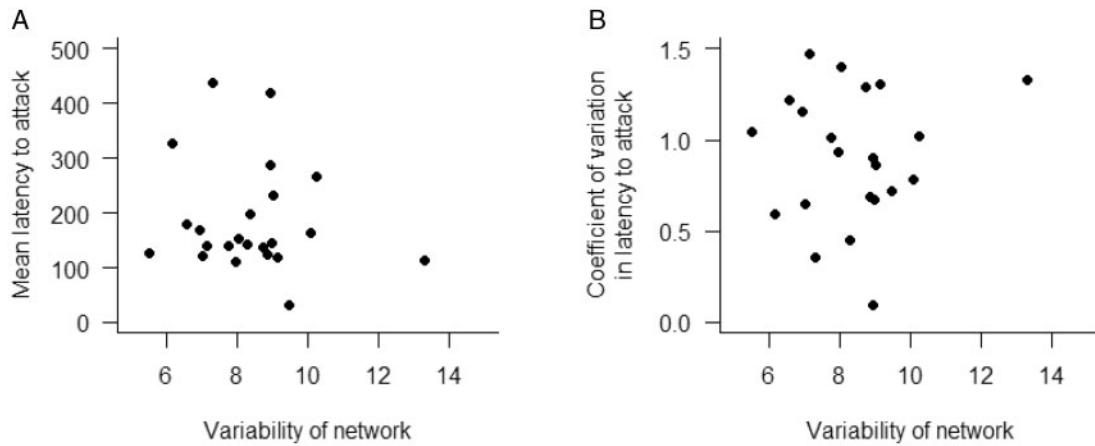 A
Mean latency to attack
500
400
300
200
100
0
6 8 10 12 14
Variability of network
B
Coefficient of variation
in latency to attack
1.5
1.0
0.5
0.0
6 8 10 12 14
Variability of network